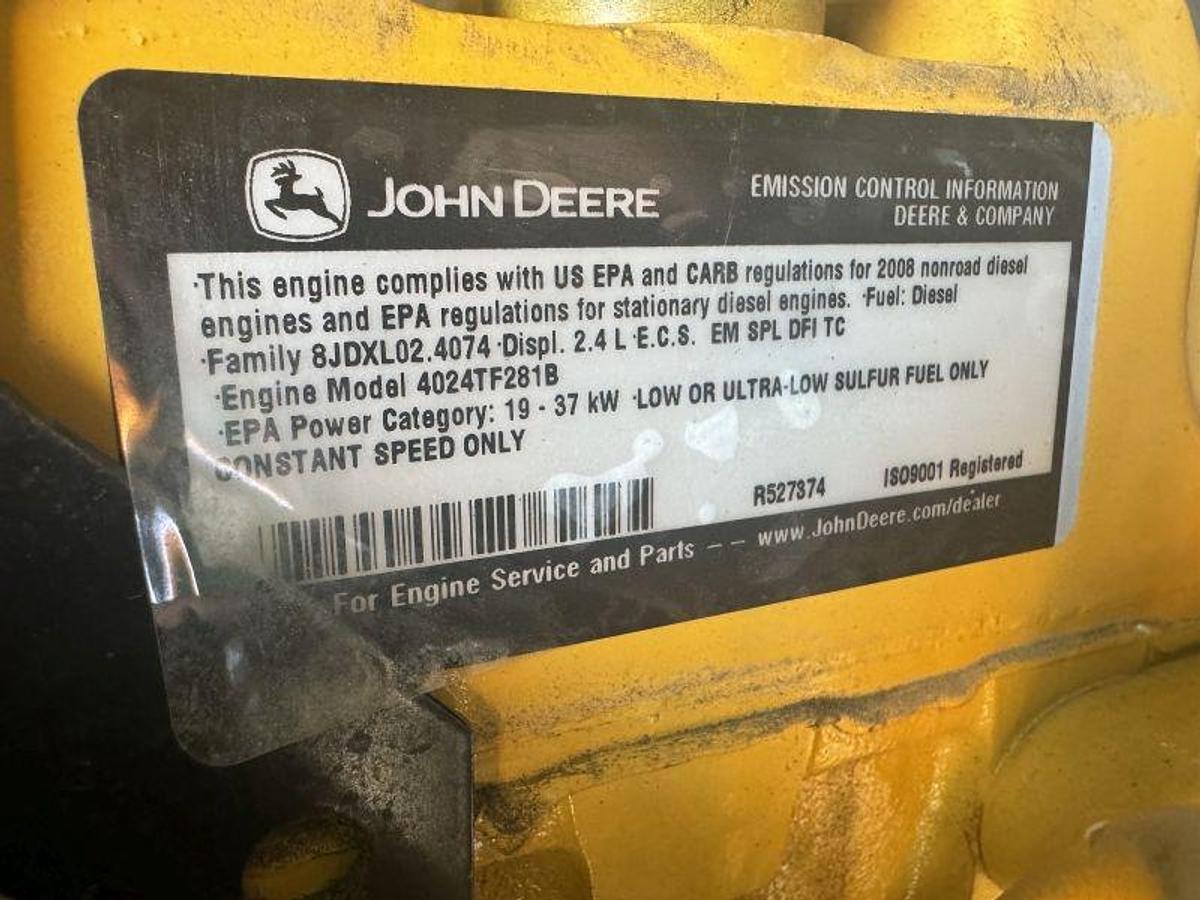 JOHN DEERE
EMISSION CONTROL INFORMATION
DEERE & COMPANY
·This engine complies with US EPA and CARB regulations for 2008 nonroad diesel
engines and EPA regulations for stationary diesel engines. ·Fuel: Diesel
·Family 8JDXL02.4074 ·Displ. 2.4 L ·E.C.S. EM SPL DFI TC
·Engine Model 4024TF281B
·EPA Power Category: 19 - 37 kW ·LOW OR ULTRA-LOW SULFUR FUEL ONLY
CONSTANT SPEED ONLY
R527374 ISO9001 Registered
For Engine Service and Parts -- www.JohnDeere.com/dealer